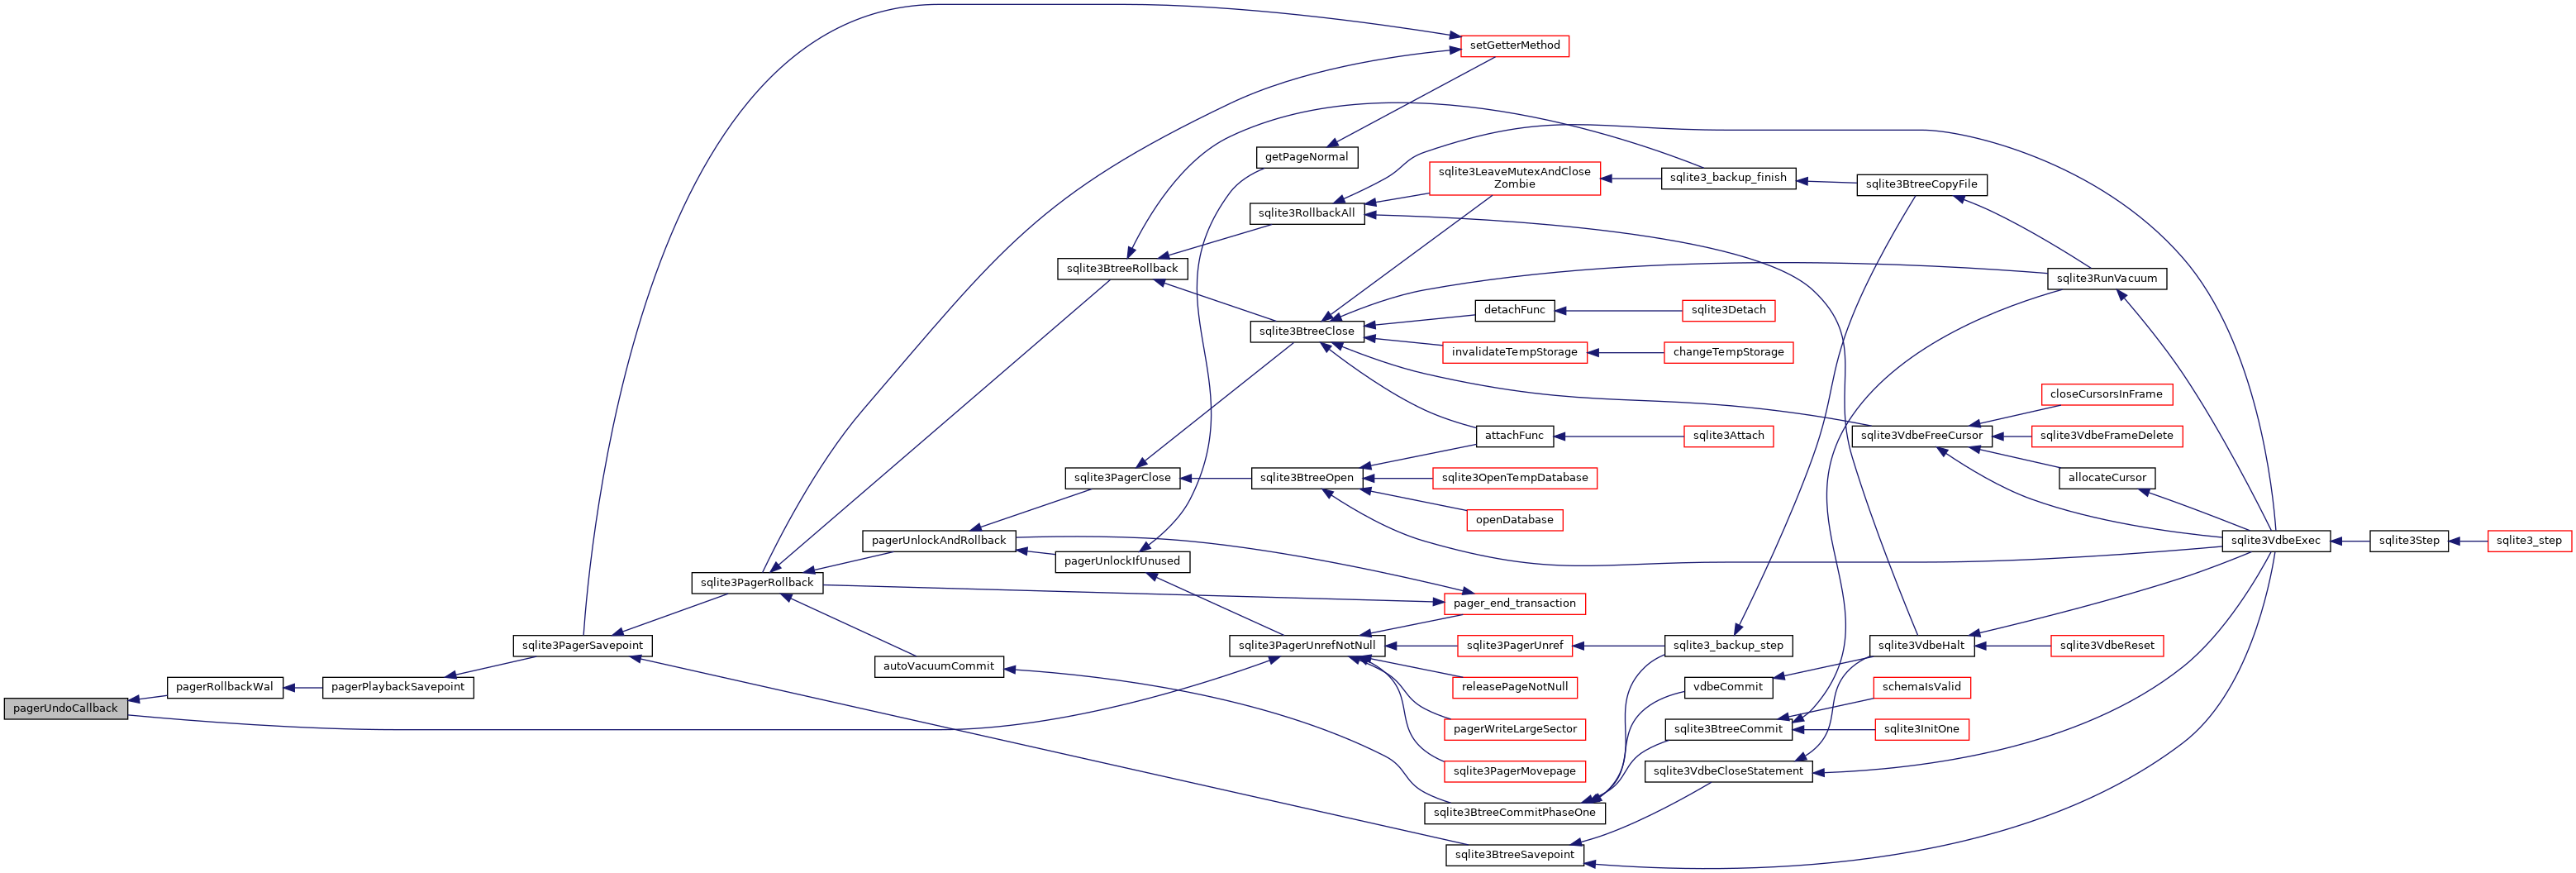 setGetterMethod
getPageNormal
sqlite3LeaveMutexAndClose
Zombie
sqlite3_backup_finish
sqlite3BtreeCopyFile
sqlite3RollbackAll
sqlite3BtreeRollback
sqlite3RunVacuum
detachFunc
sqlite3Detach
sqlite3BtreeClose
invalidateTempStorage
changeTempStorage
closeCursorsInFrame
attachFunc
sqlite3Attach
sqlite3VdbeFreeCursor
sqlite3VdbeFrameDelete
sqlite3PagerClose
sqlite3BtreeOpen
sqlite3OpenTempDatabase
allocateCursor
openDatabase
pagerUnlockAndRollback
sqlite3VdbeExec
sqlite3Step
sqlite3_step
pagerUnlockIfUnused
sqlite3PagerRollback
pager_end_transaction
sqlite3PagerSavepoint
sqlite3PagerUnrefNotNull
sqlite3PagerUnref
sqlite3_backup_step
sqlite3VdbeHalt
sqlite3VdbeReset
autoVacuumCommit
pagerRollbackWal
pagerPlaybackSavepoint
releasePageNotNull
vdbeCommit
schemaIsValid
pagerUndoCallback
pagerWriteLargeSector
sqlite3BtreeCommit
sqlite3InitOne
sqlite3PagerMovepage
sqlite3VdbeCloseStatement
sqlite3BtreeCommitPhaseOne
sqlite3BtreeSavepoint